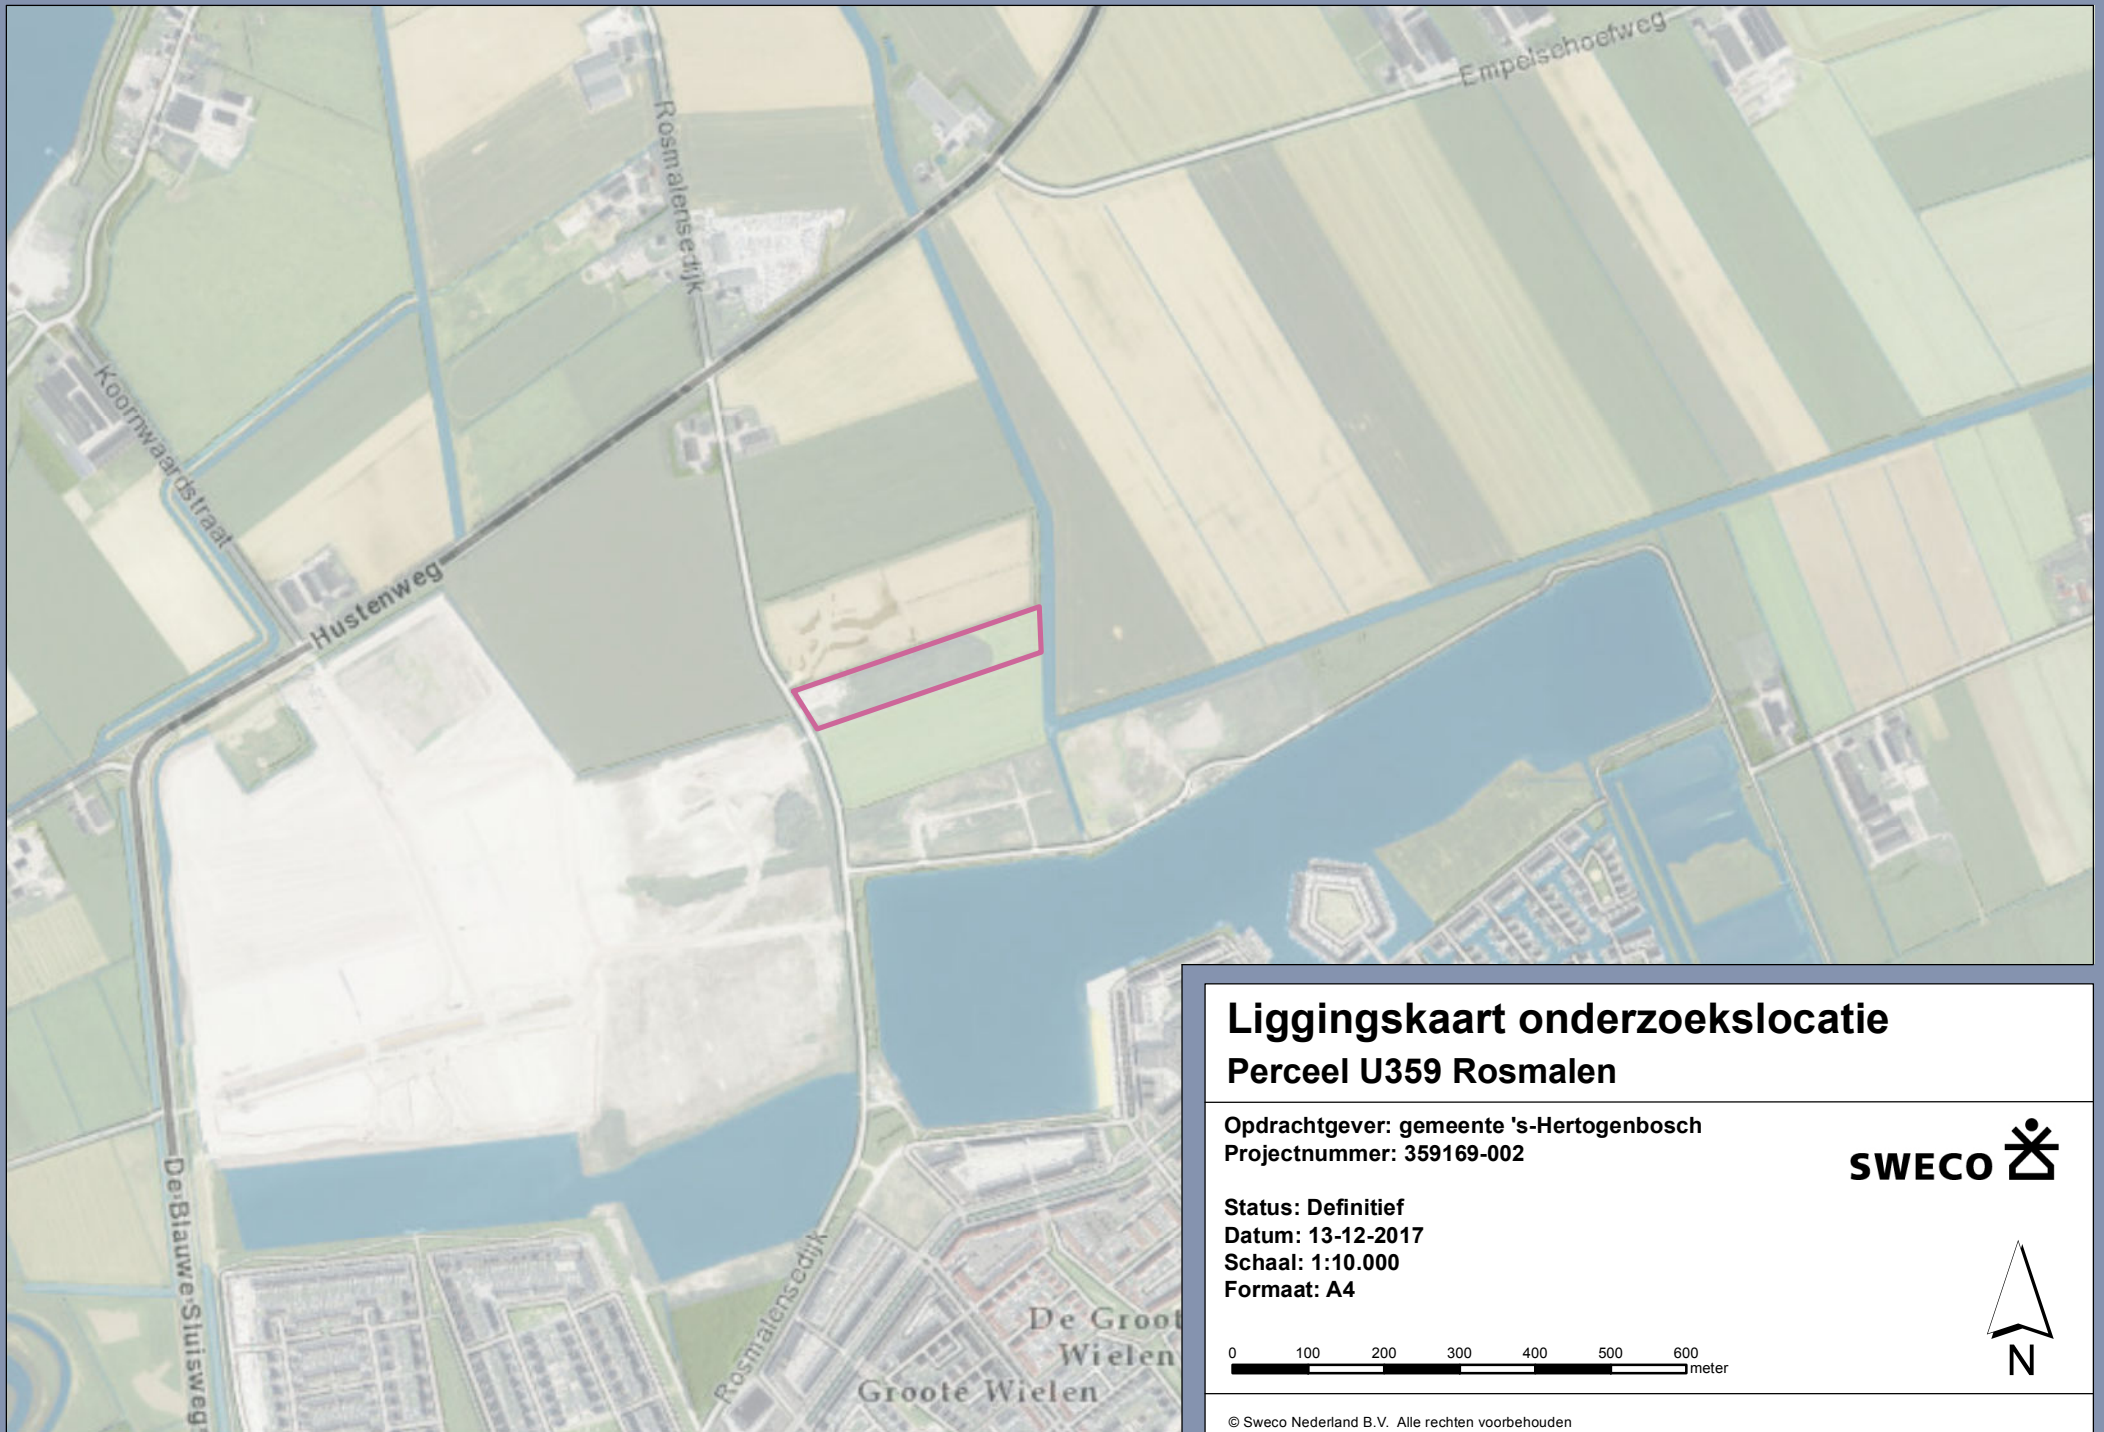 Empelsehoefweg
Rosmalensedijk
Koornwaardstraat
Hustenweg
De Blauwe Sluisweg
Rosmalensedijk
De Groot
Wielen
Groote Wielen
Liggingskaart onderzoekslocatie
Perceel U359 Rosmalen
Opdrachtgever: gemeente 's-Hertogenbosch
Projectnummer: 359169-002
SWECO
Status: Definitief
Datum: 13-12-2017
Schaal: 1:10.000
Formaat: A4
0 100 200 300 400 500 600
meter
N
© Sweco Nederland B.V. Alle rechten voorbehouden